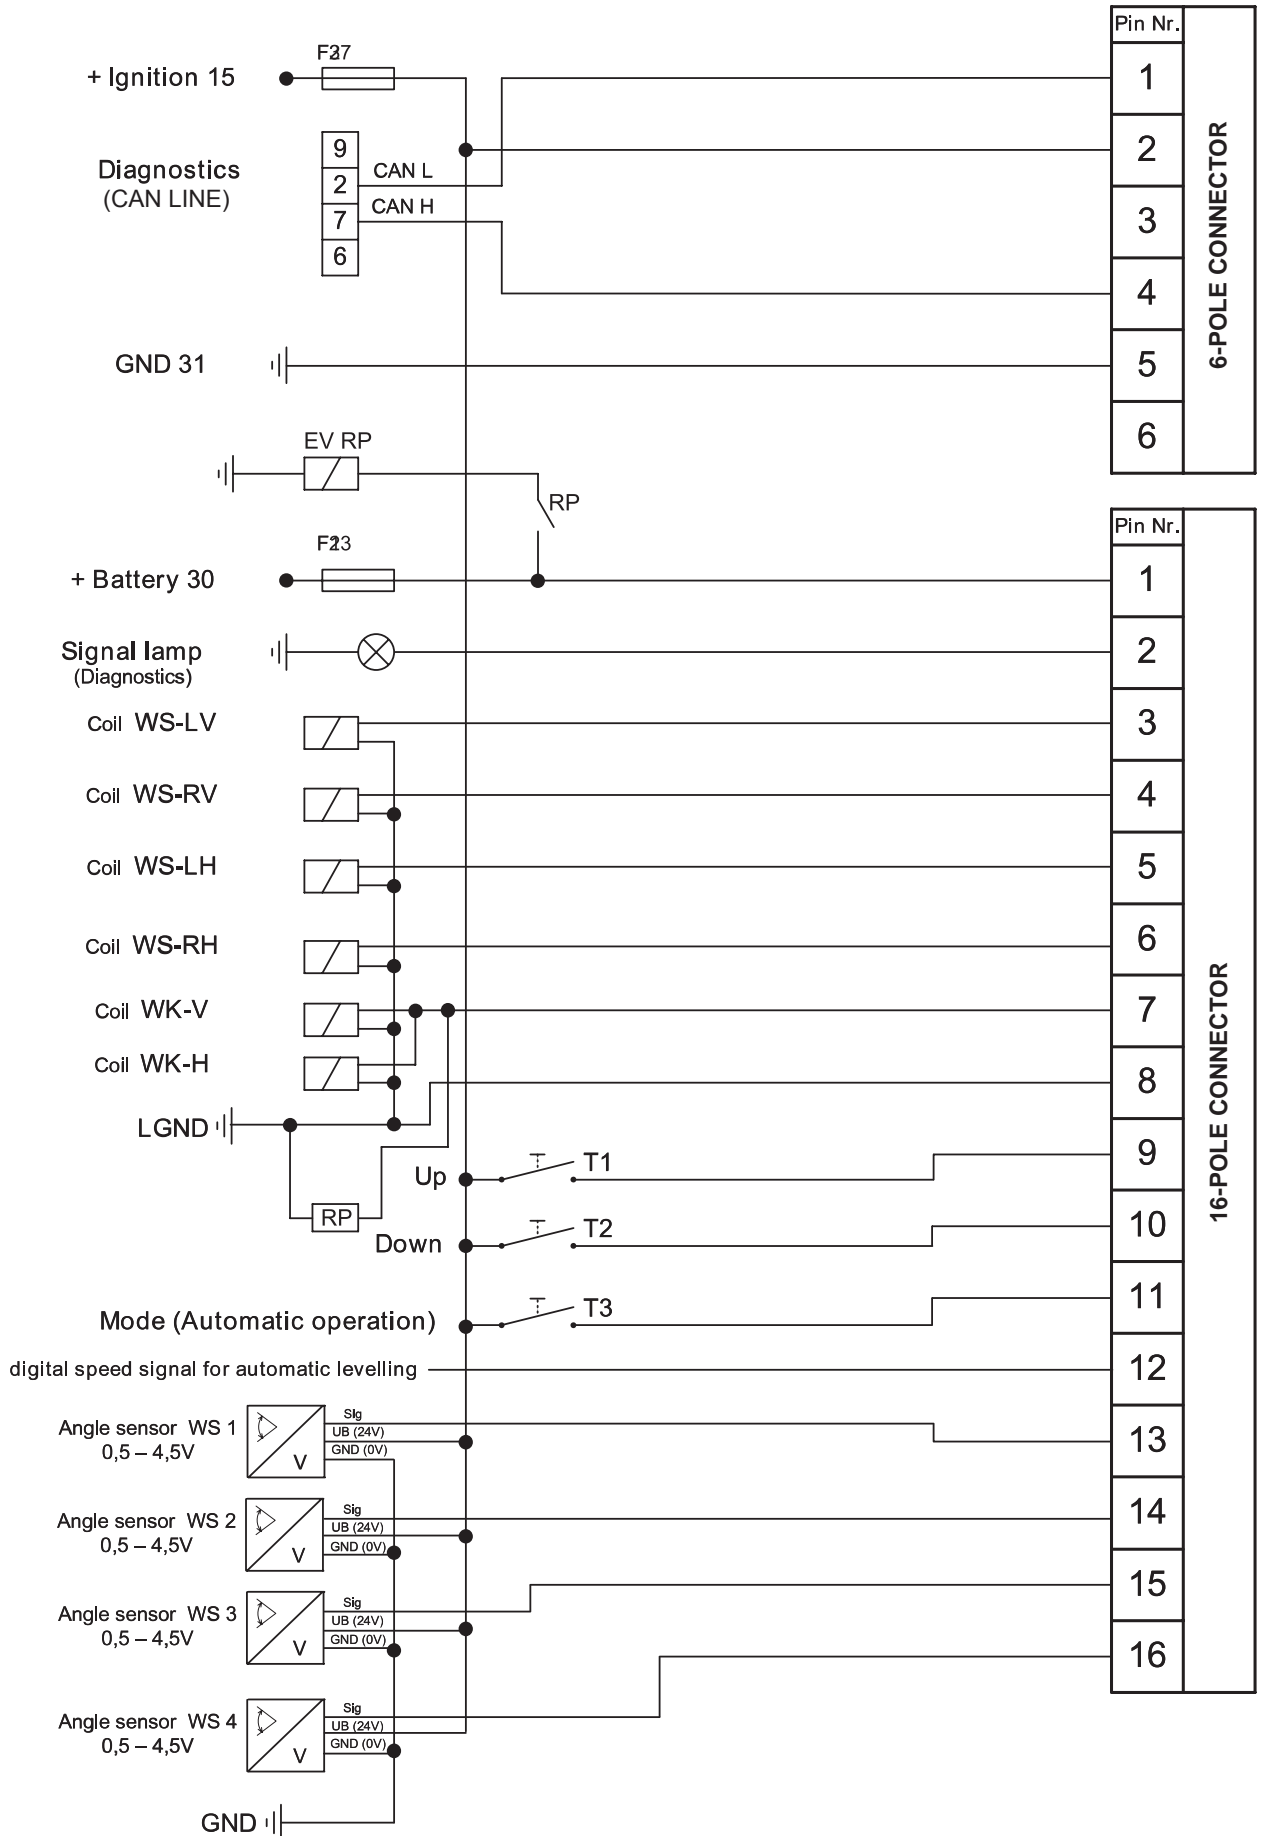 Pin Nr.
+ Ignition 15
1
9
2
Diagnostics
(CAN LINE)
2
CAN L
7
CAN H
6
3
4
GND 31
5
6
6-POLE CONNECTOR
EV RP
RP
Pin Nr.
+ Battery 30
1
Signal lamp
(Diagnostics)
2
Coil WS-LV
3
Coil WS-RV
4
Coil WS-LH
5
Coil WS-RH
6
Coil WK-V
7
Coil WK-H
8
LGND
Up
T1
9
RP
Down
T2
10
Mode (Automatic operation)
T3
11
digital speed signal for automatic levelling
12
Angle sensor WS 1
0,5 – 4,5V
V
Sig
UB (24V)
GND (0V)
13
Angle sensor WS 2
0,5 – 4,5V
V
Sig
UB (24V)
GND (0V)
14
Angle sensor WS 3
0,5 – 4,5V
V
Sig
UB (24V)
GND (0V)
15
Angle sensor WS 4
0,5 – 4,5V
V
Sig
UB (24V)
GND (0V)
16
16-POLE CONNECTOR
GND